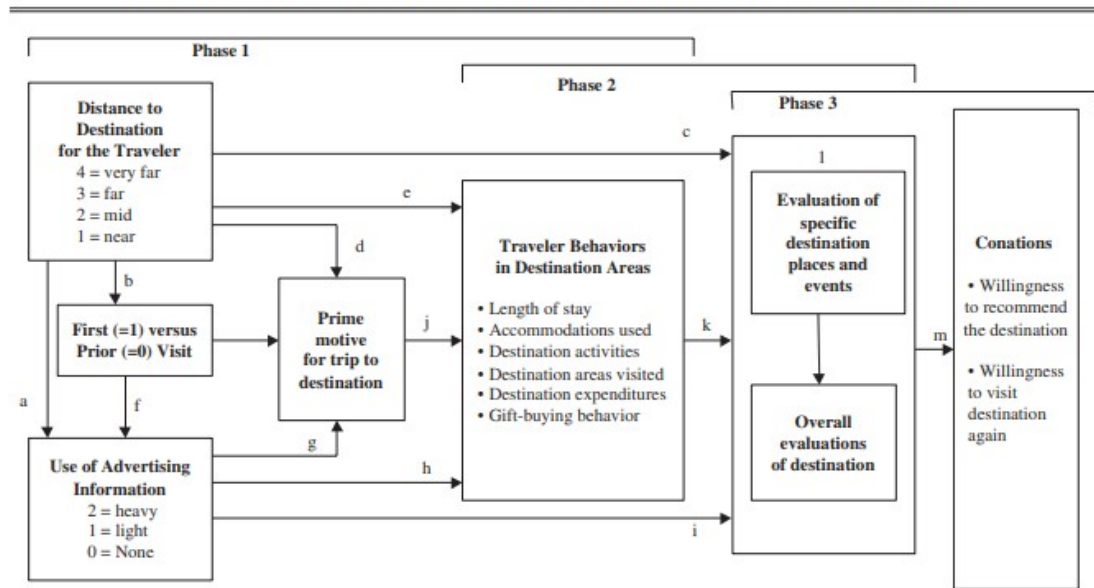 Phase 1
Phase 2
Phase 3
Distance to
Destination
for the Traveler
4 = very far
3 = far
2 = mid
1 = near
c
e
d
b
a
First (=1) versus
Prior (=0) Visit
f
Prime
motive
for trip to
destination
j
g
h
i
Use of Advertising
Information
2 = heavy
1 = light
0 = None
Traveler Behaviors
in Destination Areas
• Length of stay
• Accommodations used
• Destination activities
• Destination areas visited
• Destination expenditures
• Gift-buying behavior
k
l
Evaluation of
specific
destination
places and
events
Overall
evaluations
of destination
m
Conations
• Willingness
to recommend
the destination
• Willingness
to visit
destination
again